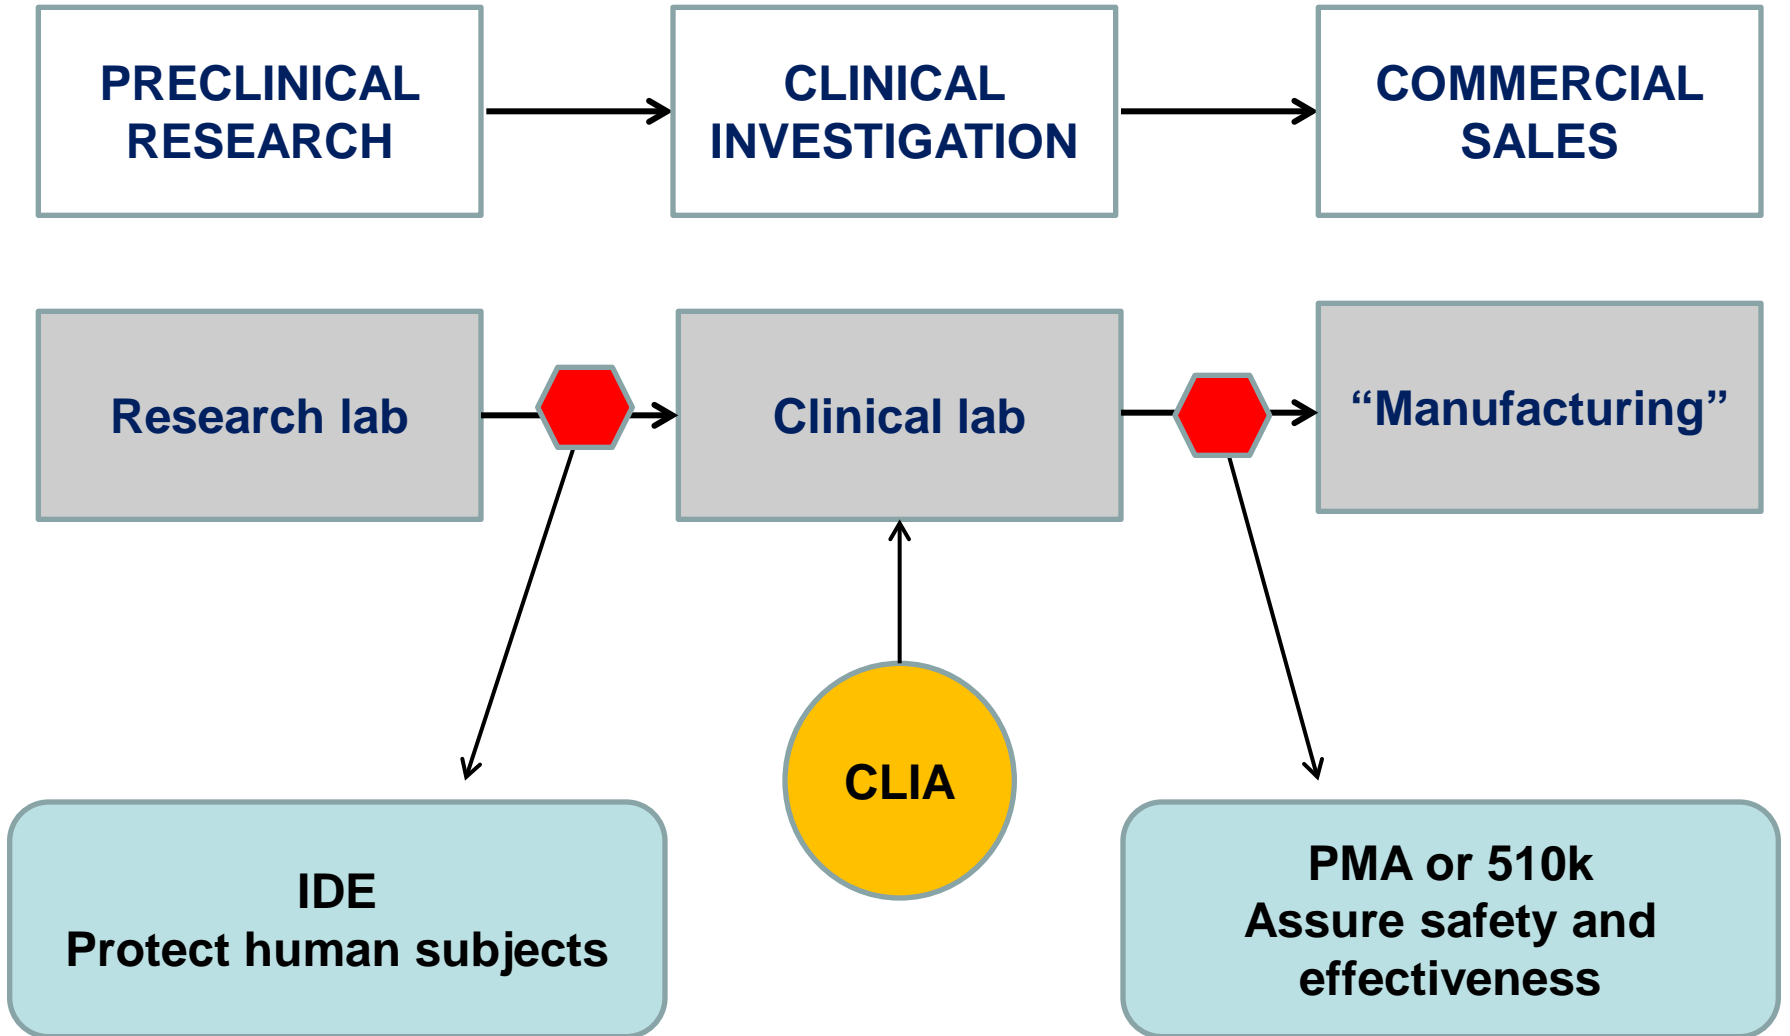 PRECLINICAL
RESEARCH
CLINICAL
INVESTIGATION
COMMERCIAL
SALES
Research lab
Clinical lab
“Manufacturing”
CLIA
IDE
Protect human subjects
PMA or 510k
Assure safety and
effectiveness